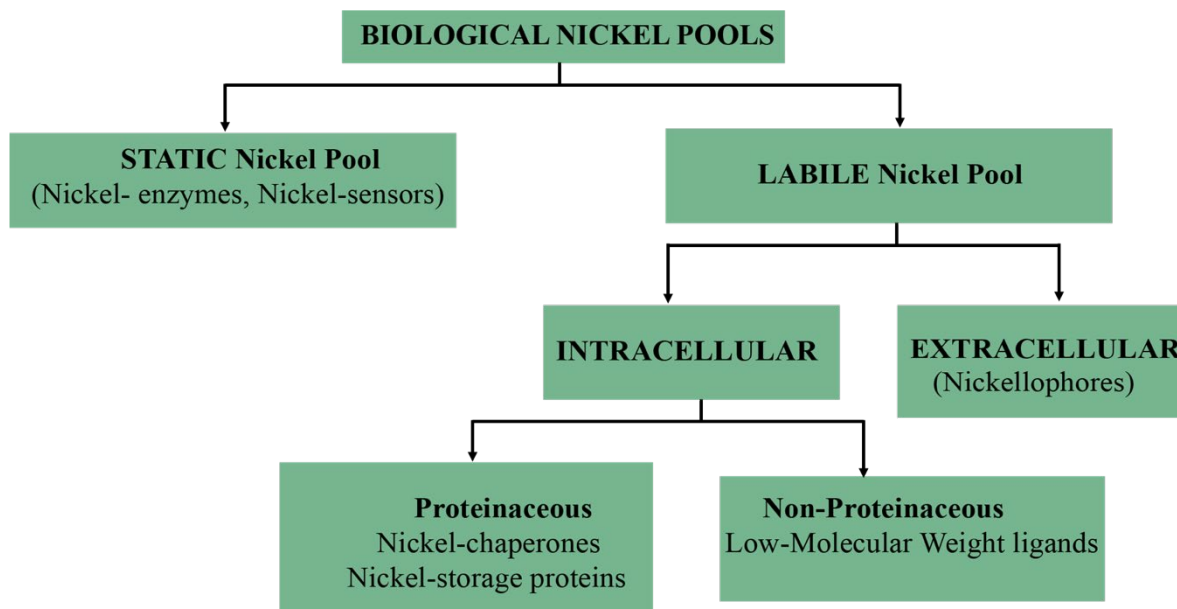 BIOLOGICAL NICKEL POOLS
STATIC Nickel Pool
(Nickel- enzymes, Nickel-sensors)
LABILE Nickel Pool
INTRACELLULAR
EXTRACELLULAR
(Nickellophores)
Proteinaceous
Nickel-chaperones
Nickel-storage proteins
Non-Proteinaceous
Low-Molecular Weight ligands